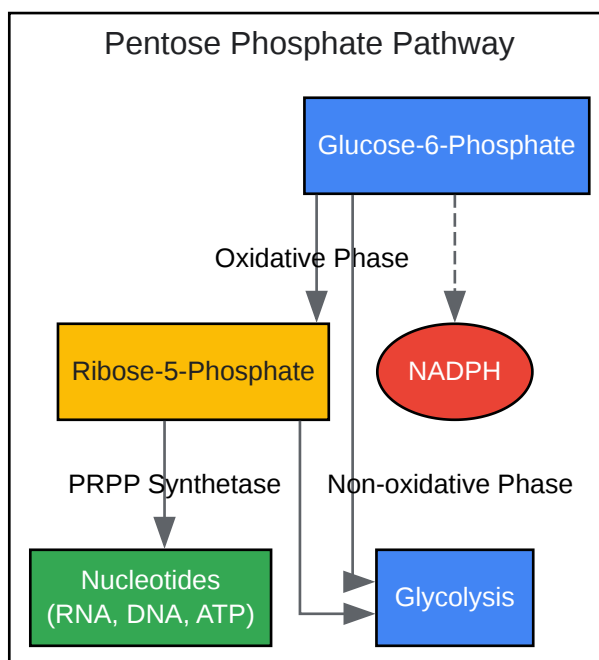 Pentose Phosphate Pathway
Glucose-6-Phosphate
Oxidative Phase
Ribose-5-Phosphate
NADPH
PRPP Synthetase
Non-oxidative Phase
Nucleotides
(RNA, DNA, ATP)
Glycolysis